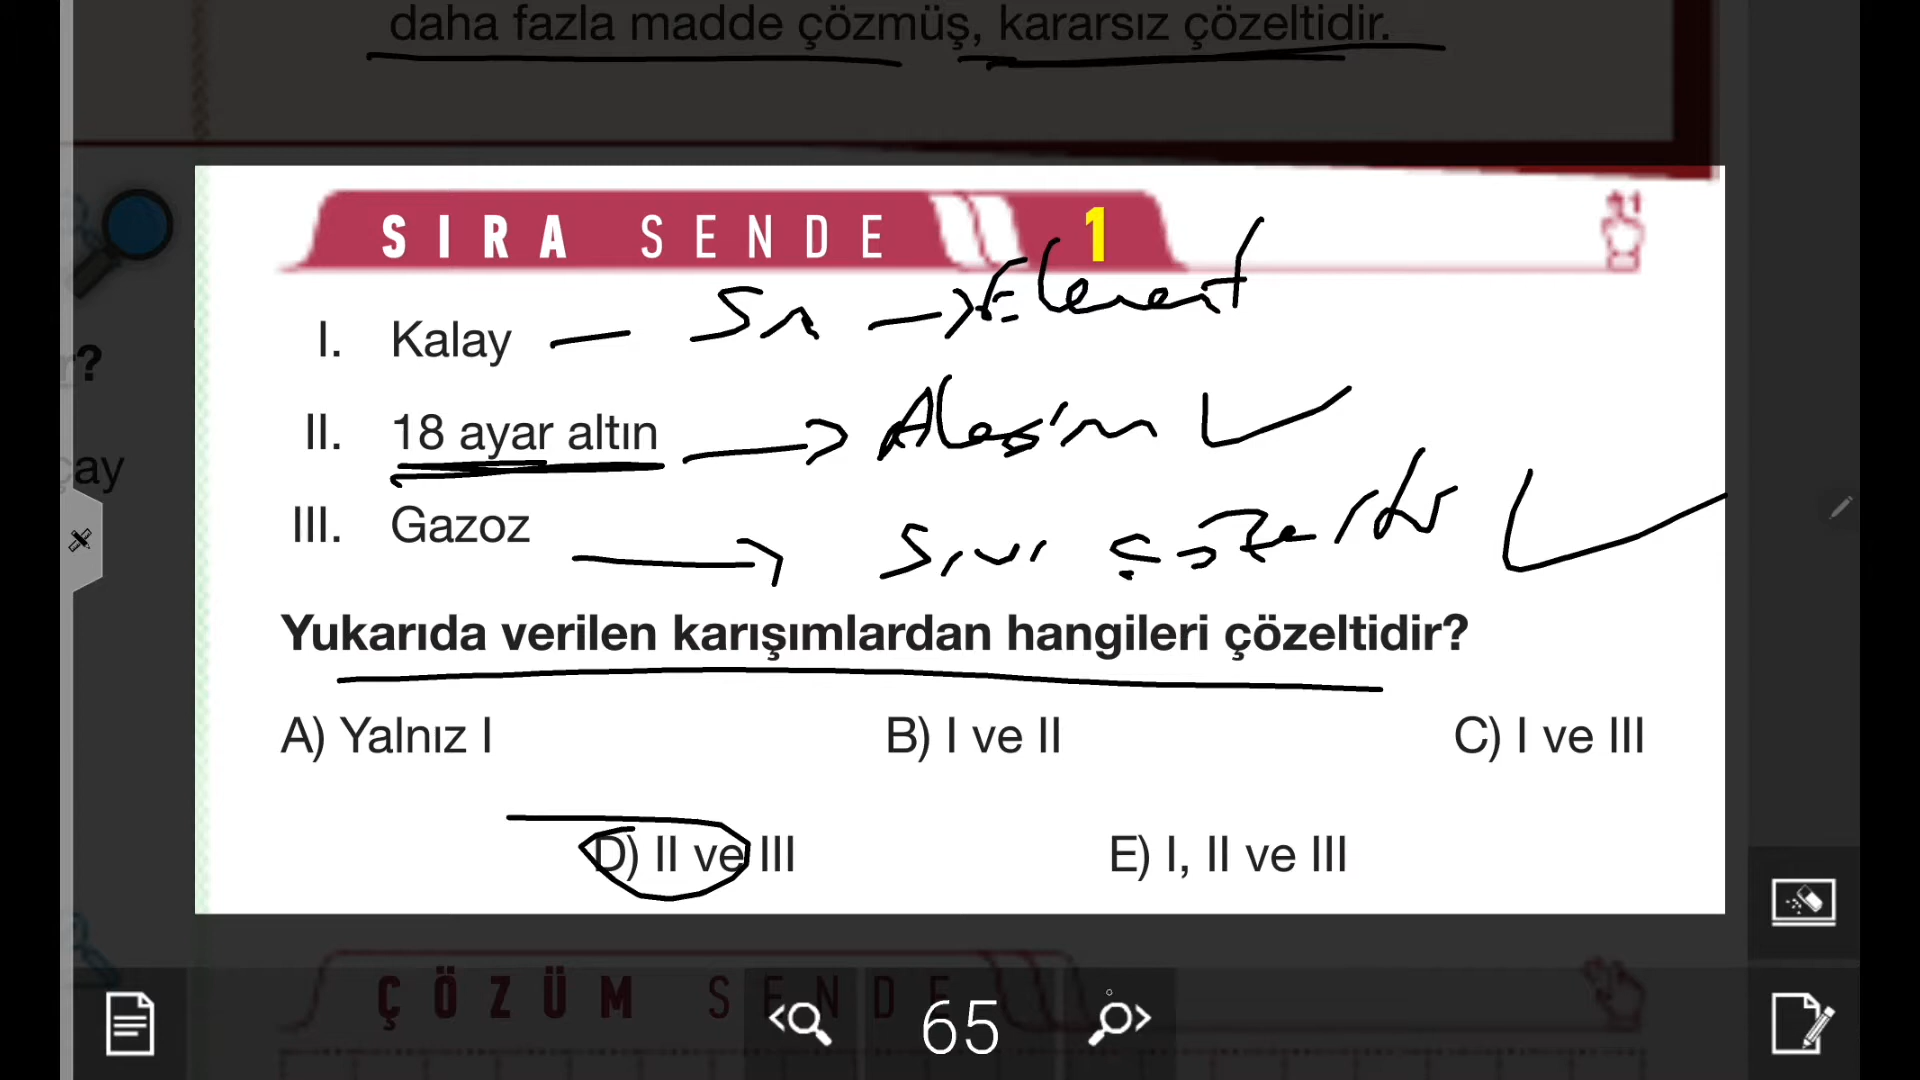 daha fazla madde çözmüş, kararsız çözeltidir.
SIRA SENDE 1
I. Kalay — Sn → Element
II. 18 ayar altın → Alaşım
III. Gazoz → Sıvı çözeltidir
Yukarıda verilen karışımlardan hangileri çözeltidir?
A) Yalnız I B) I ve II C) I ve III
D) II ve III E) I, II ve III
?
çay
ÇÖZÜM SENDE
65